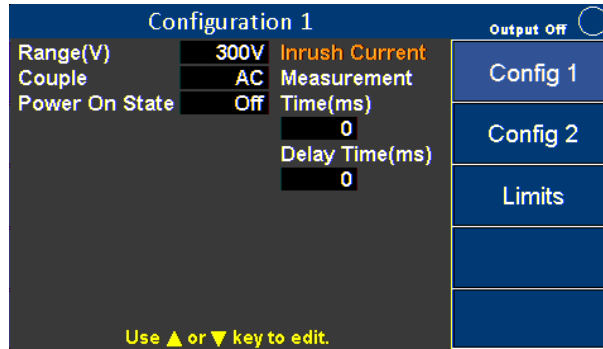 Configuration 1
Output Off
Range(V) 300V
Couple AC
Power On State Off
Inrush Current
Measurement
Time(ms)
0
Delay Time(ms)
0
Config 1
Config 2
Limits
Use ▲ or ▼ key to edit.